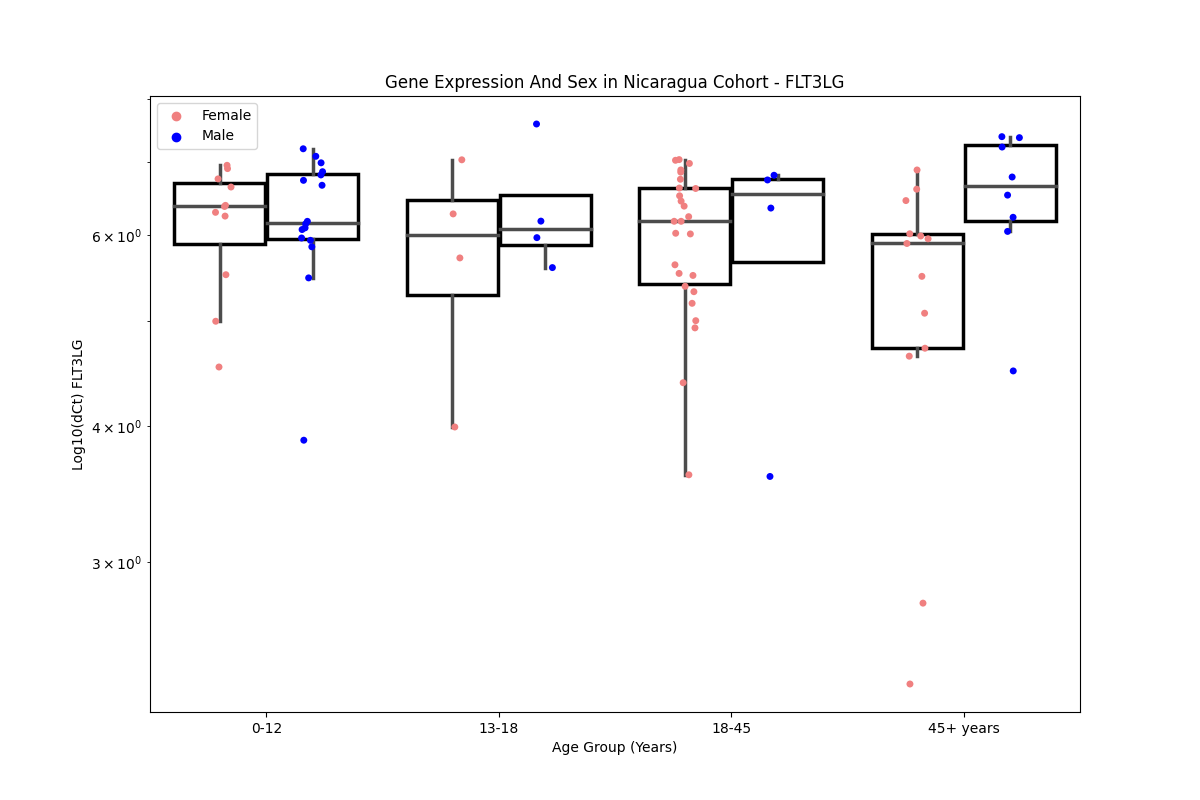 Gene Expression And Sex in Nicaragua Cohort - FLT3LG
Female
Male
Log10(dCt) FLT3LG
6 × 10⁰
4 × 10⁰
3 × 10⁰
0-12 13-18 18-45 45+ years
Age Group (Years)